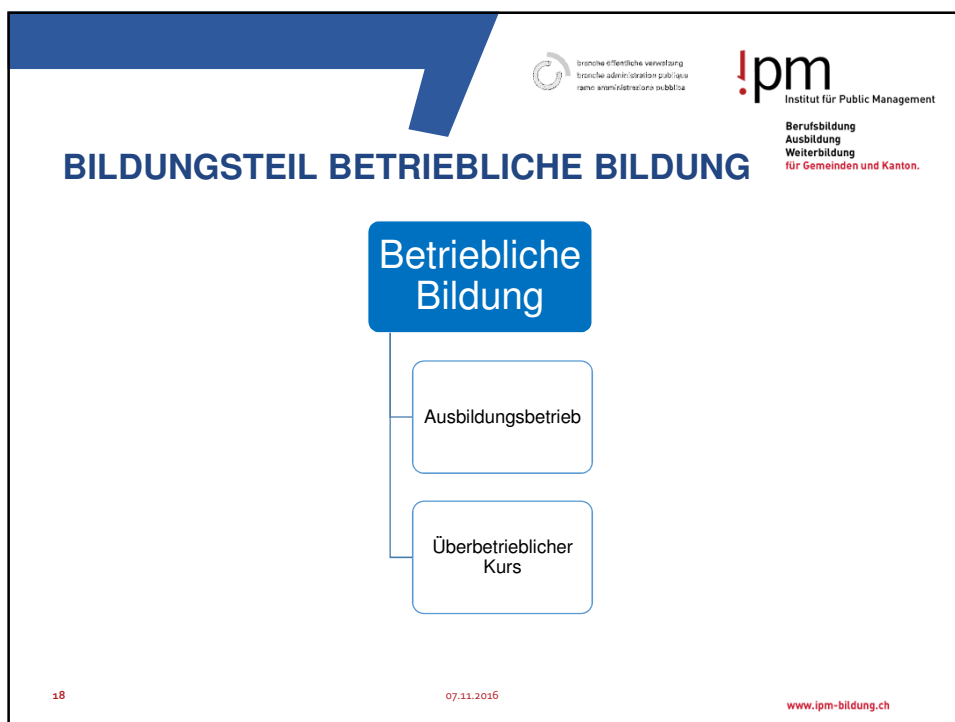 branche öffentliche verwaltung
branche administration publique
ramo amministrazione pubblica
!pm
Institut für Public Management
Berufsbildung
Ausbildung
Weiterbildung
für Gemeinden und Kanton.
BILDUNGSTEIL BETRIEBLICHE BILDUNG
Betriebliche
Bildung
Ausbildungsbetrieb
Überbetrieblicher
Kurs
18
07.11.2016
www.ipm-bildung.ch